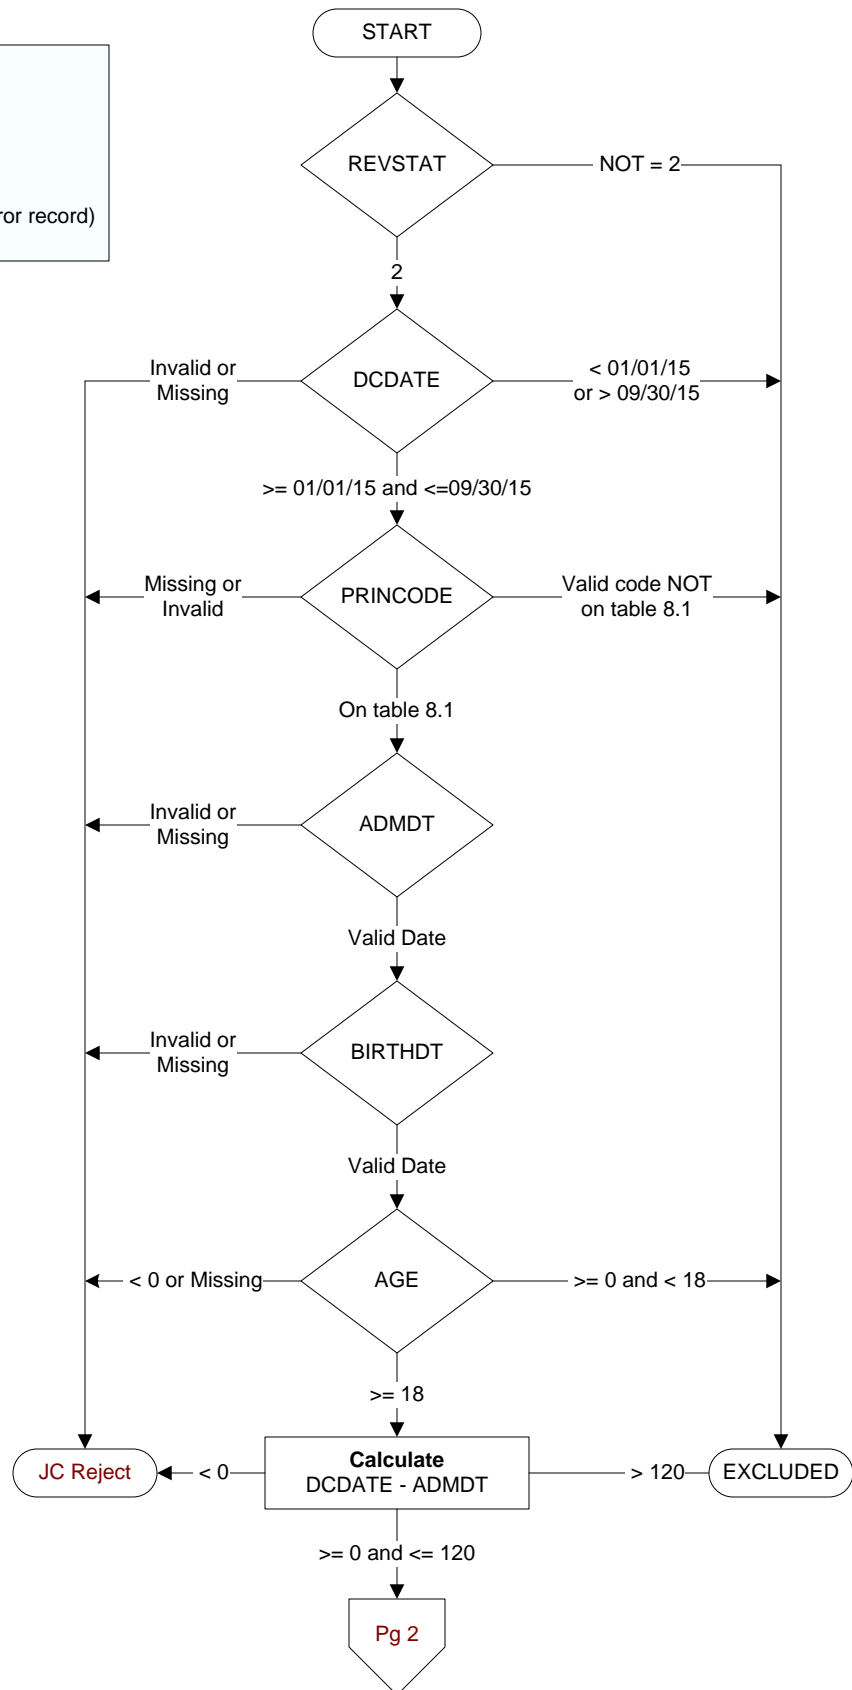 START
REVSTAT
NOT = 2
ror record)
2
Invalid or
Missing
DCDATE
< 01/01/15
or > 09/30/15
>= 01/01/15 and <=09/30/15
Missing or
Invalid
PRINCODE
Valid code NOT
on table 8.1
On table 8.1
Invalid or
Missing
ADMDT
Valid Date
Invalid or
Missing
BIRTHDT
Valid Date
< 0 or Missing
AGE
>= 0 and < 18
>= 18
JC Reject
< 0
Calculate
DCDATE - ADMDT
> 120
EXCLUDED
>= 0 and <= 120
Pg 2